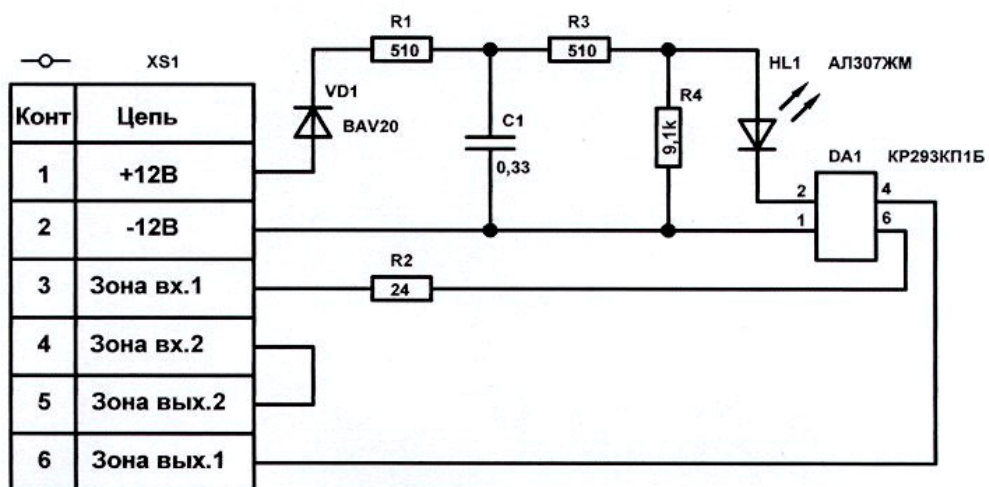 R1
R3
XS1
510
510
HL1 АЛ307ЖМ
VD1
R4
Конт Цепь
BAV20
C1
9,1k
DA1 КР293КП1Б
1 +12В
0,33
2 4
2 -12В
1 6
R2
3 Зона вх.1
24
4 Зона вх.2
5 Зона вых.2
6 Зона вых.1